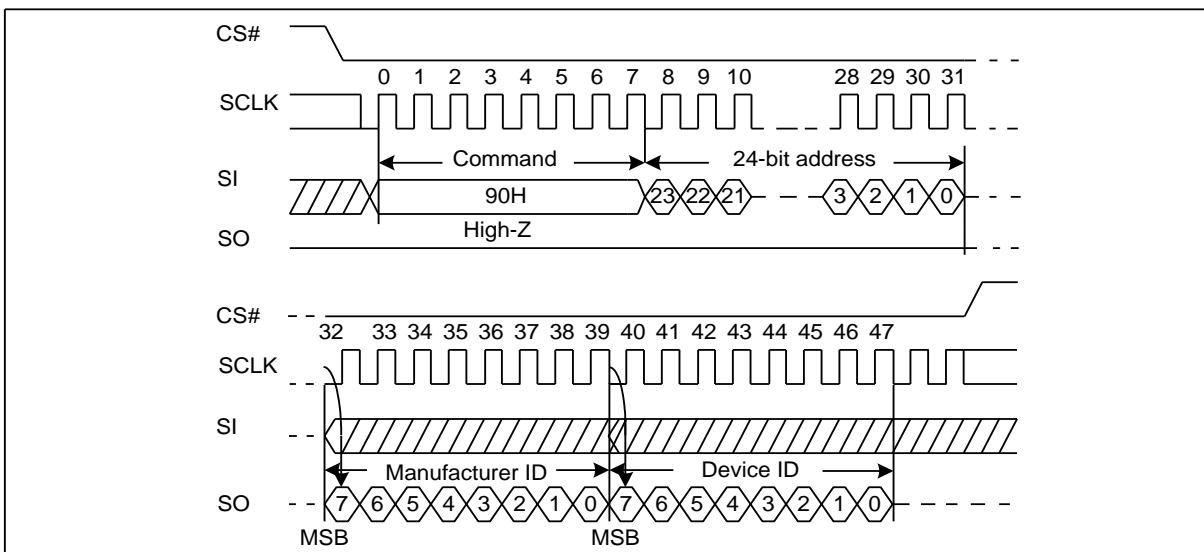 CS#
0 1 2 3 4 5 6 7 8 9 10 28 29 30 31
SCLK
Command 24-bit address
SI
90H 23 22 21 3 2 1 0
High-Z
SO
CS#
32 33 34 35 36 37 38 39 40 41 42 43 44 45 46 47
SCLK
SI
Manufacturer ID Device ID
SO 7 6 5 4 3 2 1 0 7 6 5 4 3 2 1 0
MSB MSB